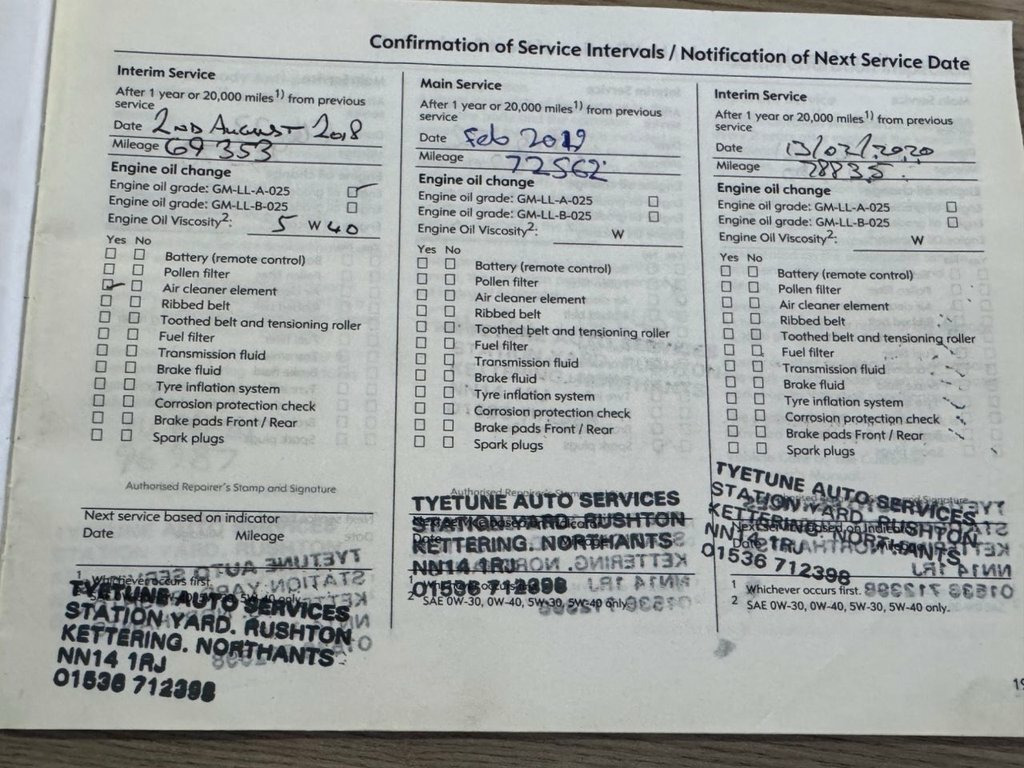 Confirmation of Service Intervals / Notification of Next Service Date
Interim Service
After 1 year or 20,000 miles1) from previous
service
Date 2ND AUGUST 2018
Mileage 69353
Engine oil change
Engine oil grade: GM-LL-A-025
Engine oil grade: GM-LL-B-025
Engine Oil Viscosity2: 5 W 40
Yes No
Battery (remote control)
Pollen filter
Air cleaner element
Ribbed belt
Toothed belt and tensioning roller
Fuel filter
Transmission fluid
Brake fluid
Tyre inflation system
Corrosion protection check
Brake pads Front / Rear
Spark plugs
Authorised Repairer's Stamp and Signature
Next service based on indicator
Date Mileage
1 Whichever occurs first.
TYETUNE AUTO SERVICES
STATION YARD. RUSHTON
KETTERING. NORTHANTS
NN14 1RJ
01536 712398
Main Service
After 1 year or 20,000 miles1) from previous
service
Date Feb 2019
Mileage 72562
Engine oil change
Engine oil grade: GM-LL-A-025
Engine oil grade: GM-LL-B-025
Engine Oil Viscosity2: W
Yes No
Battery (remote control)
Pollen filter
Air cleaner element
Ribbed belt
Toothed belt and tensioning roller
Fuel filter
Transmission fluid
Brake fluid
Tyre inflation system
Corrosion protection check
Brake pads Front / Rear
Spark plugs
TYETUNE AUTO SERVICES
STATION YARD. RUSHTON
KETTERING. NORTHANTS
NN14 1RJ
01536 712398
2 SAE 0W-30, 0W-40, 5W-30, 5W-40 only.
Interim Service
After 1 year or 20,000 miles1) from previous
service
Date 13/02/2020
Mileage 78835
Engine oil change
Engine oil grade: GM-LL-A-025
Engine oil grade: GM-LL-B-025
Engine Oil Viscosity2: W
Yes No
Battery (remote control)
Pollen filter
Air cleaner element
Ribbed belt
Toothed belt and tensioning roller
Fuel filter
Transmission fluid
Brake fluid
Tyre inflation system
Corrosion protection check
Brake pads Front / Rear
Spark plugs
TYETUNE AUTO SERVICES
STATION YARD. RUSHTON
KETTERING. NORTHANTS
NN14 1RJ
01536 712398
1 Whichever occurs first.
2 SAE 0W-30, 0W-40, 5W-30, 5W-40 only.